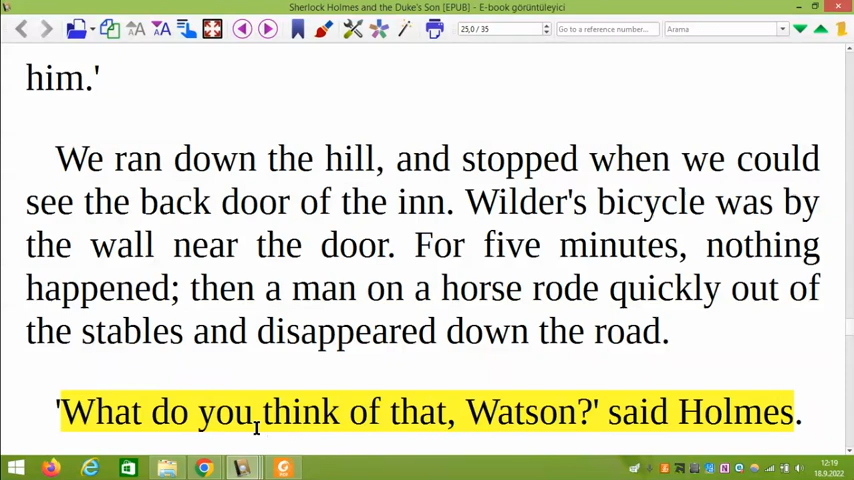 Sherlock Holmes and the Duke's Son [EPUB] - E-book görüntüleyici
25,0 / 35
Go to a reference number...
Arama
him.'
We ran down the hill, and stopped when we could
see the back door of the inn. Wilder's bicycle was by
the wall near the door. For five minutes, nothing
happened; then a man on a horse rode quickly out of
the stables and disappeared down the road.
'What do you think of that, Watson?' said Holmes.
12:19
18.9.2022